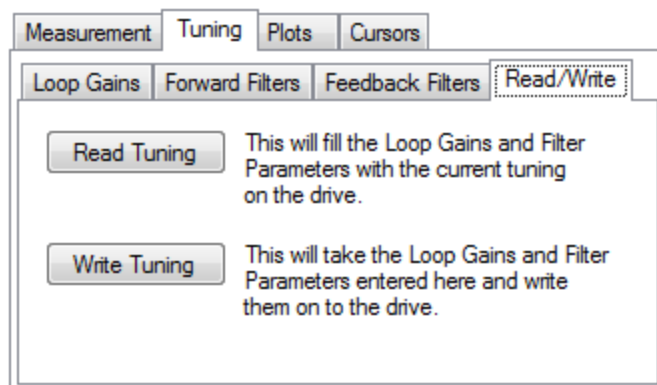 Measurement Tuning Plots Cursors
Loop Gains Forward Filters Feedback Filters Read/Write
Read Tuning
This will fill the Loop Gains and Filter
Parameters with the current tuning
on the drive.
Write Tuning
This will take the Loop Gains and Filter
Parameters entered here and write
them on to the drive.